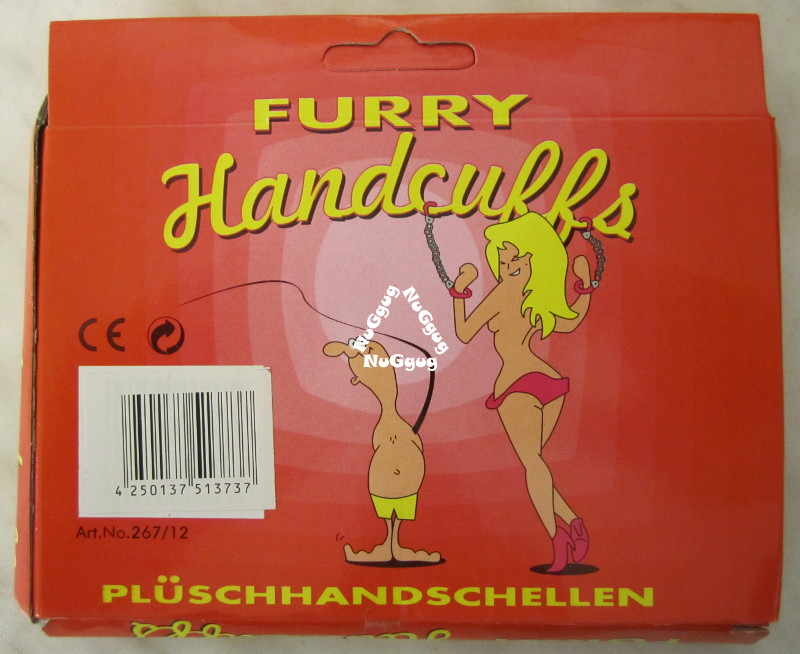 FURRY
Handcuffs
NuGgug
NuGgug
NuGgug
CE
4 250137 513737
Art.No.267/12
PLÜSCHHANDSCHELLEN